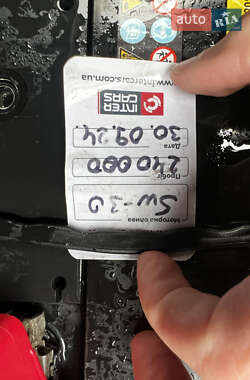 auto RIA
Моторна олива
5W-30
Пробіг
240 000
Дата
30.09.24.
INTER
CARS
www.intercars.com.ua